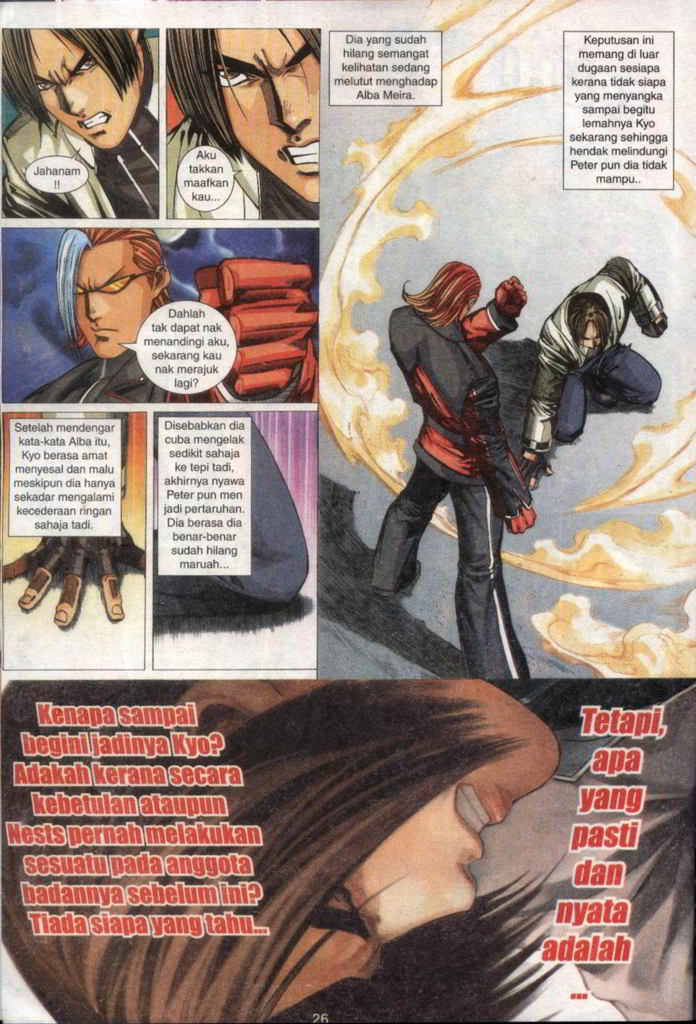 Jahanam
!!
Aku
takkan
maafkan
kau...
Dia yang sudah
hilang semangat
kelihatan sedang
melutut menghadap
Alba Meira.
Keputusan ini
memang di luar
dugaan sesiapa
kerana tidak siapa
yang menyangka
sampai begitu
lemahnya Kyo
sekarang sehingga
hendak melindungi
Peter pun dia tidak
mampu..
Dahlah
tak dapat nak
menandingi aku,
sekarang kau
nak merajuk
lagi?
Setelah mendengar
kata-kata Alba itu,
Kyo berasa amat
menyesal dan malu
meskipun dia hanya
sekadar mengalami
kecederaan ringan
sahaja tadi.
Disebabkan dia
cuba mengelak
sedikit sahaja
ke tepi tadi,
akhirnya nyawa
Peter pun men
jadi pertaruhan.
Dia berasa dia
benar-benar
sudah hilang
maruah...
Kenapa sampai
begini jadinya Kyo?
Adakah kerana secara
kebetulan ataupun
Nests pernah melakukan
sesuatu pada anggota
badannya sebelum ini?
Tiada siapa yang tahu...
Tetapi,
apa
yang
pasti
dan
nyata
adalah
...
26